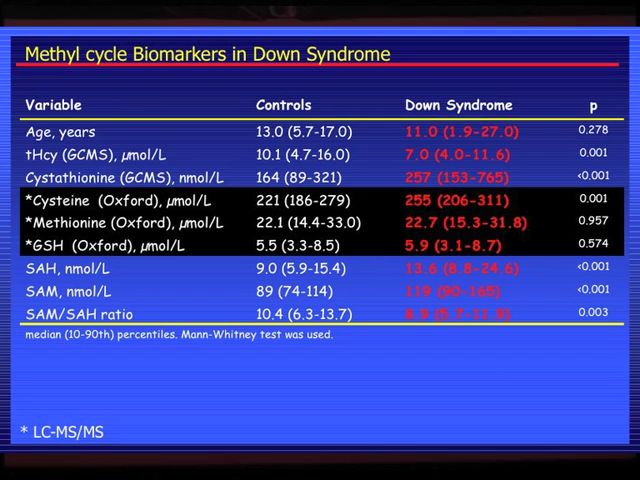 Methyl cycle Biomarkers in Down Syndrome
Variable Controls Down Syndrome p
Age, years 13.0 (5.7-17.0) 11.0 (1.9-27.0) 0.278
tHcy (GCMS), µmol/L 10.1 (4.7-16.0) 7.0 (4.0-11.6) 0.001
Cystathionine (GCMS), nmol/L 164 (89-321) 257 (153-765) <0.001
*Cysteine (Oxford), µmol/L 221 (186-279) 255 (206-311) 0.001
*Methionine (Oxford), µmol/L 22.1 (14.4-33.0) 22.7 (15.3-31.8) 0.957
*GSH (Oxford), µmol/L 5.5 (3.3-8.5) 5.9 (3.1-8.7) 0.574
SAH, nmol/L 9.0 (5.9-15.4) 13.6 (8.8-24.6) <0.001
SAM, nmol/L 89 (74-114) 119 (90-165) <0.001
SAM/SAH ratio 10.4 (6.3-13.7) 8.9 (5.7-11.9) 0.003
median (10-90th) percentiles. Mann-Whitney test was used.
* LC-MS/MS